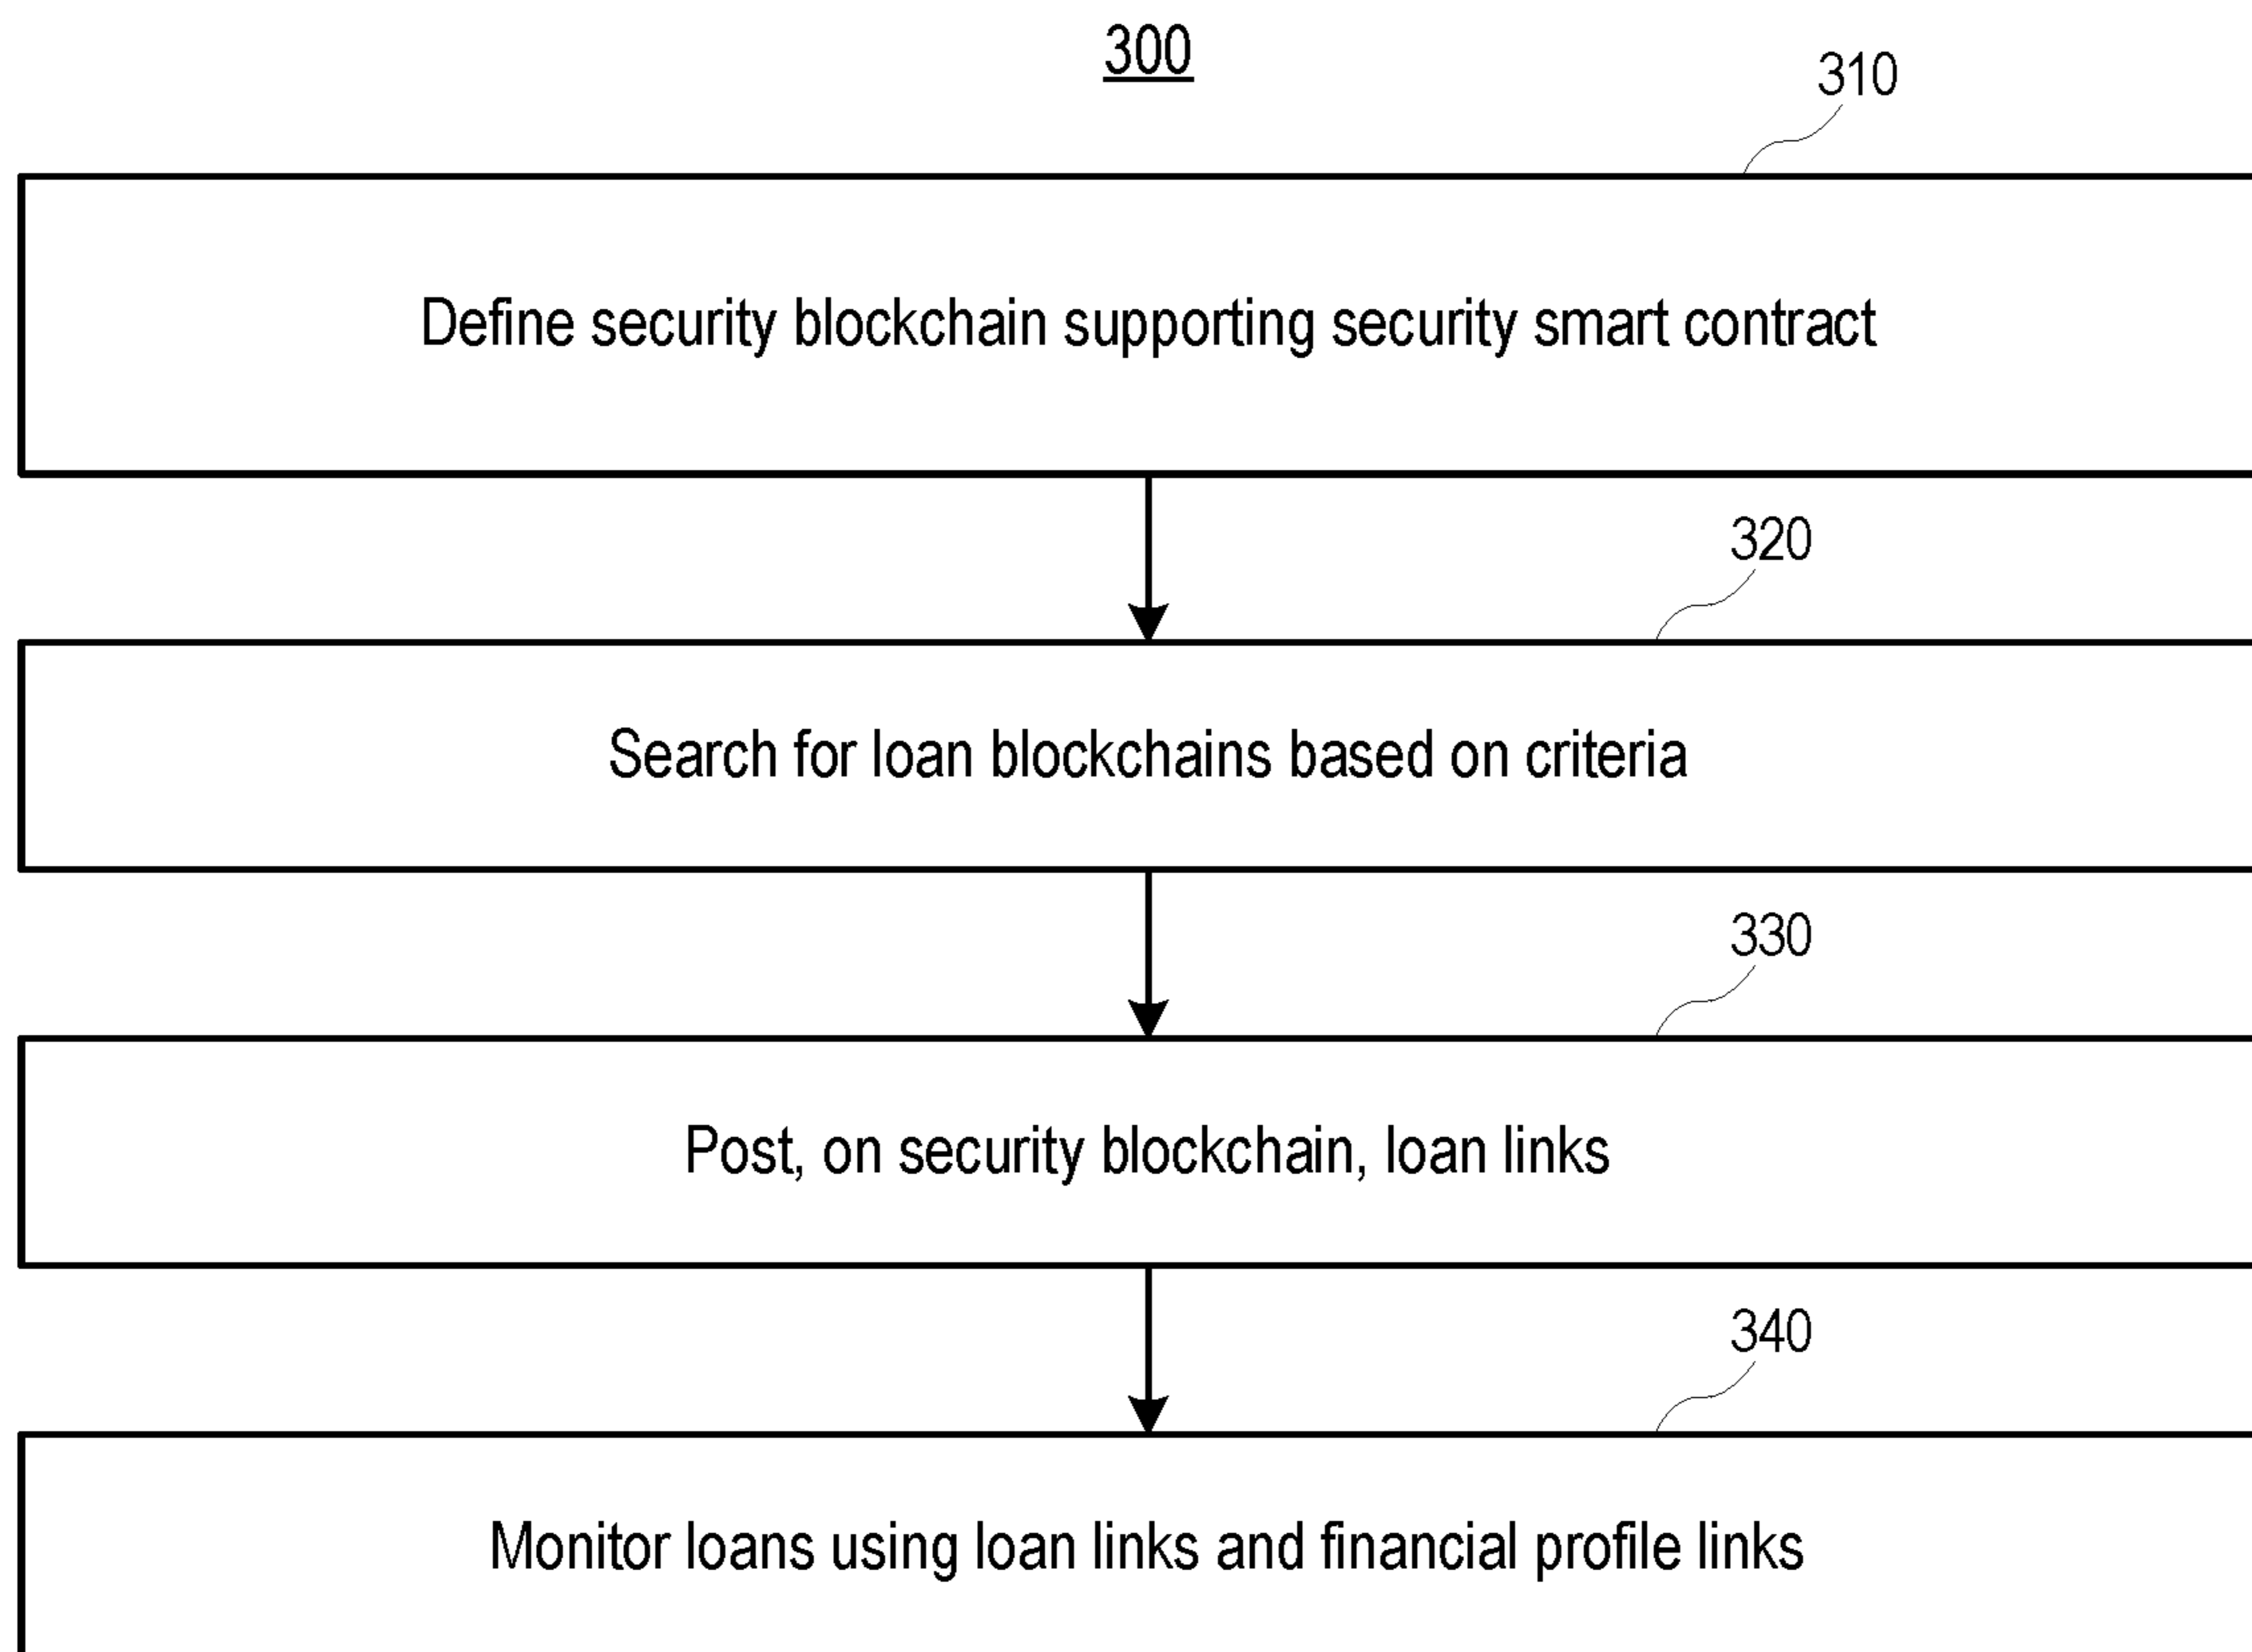 300
310
Define security blockchain supporting security smart contract
320
Search for loan blockchains based on criteria
330
Post, on security blockchain, loan links
340
Monitor loans using loan links and financial profile links